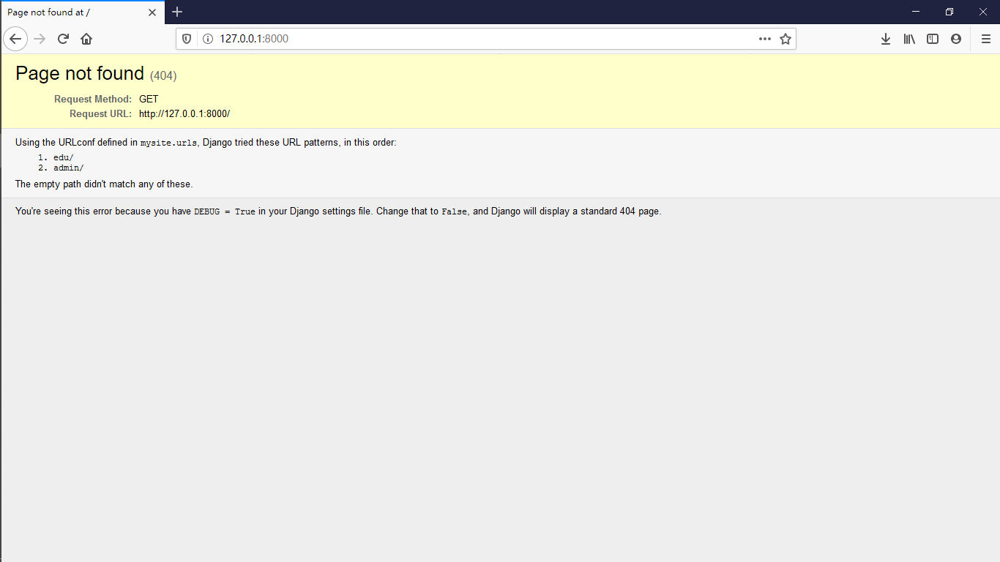 Page not found at /
127.0.0.1:8000
Page not found (404)
Request Method: GET
Request URL: http://127.0.0.1:8000/
Using the URLconf defined in mysite.urls, Django tried these URL patterns, in this order:
1. edu/
2. admin/
The empty path didn't match any of these.
You're seeing this error because you have DEBUG = True in your Django settings file. Change that to False, and Django will display a standard 404 page.